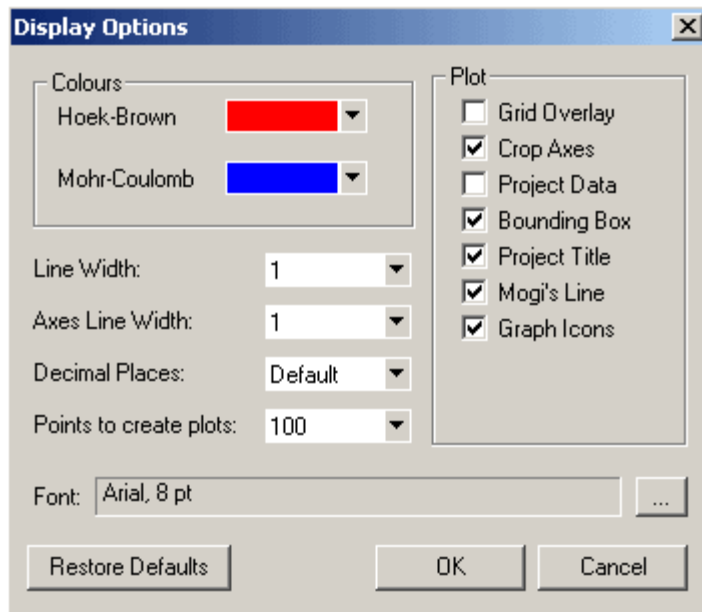 Display Options
Colours
Hoek-Brown
Mohr-Coulomb
Line Width: 1
Axes Line Width: 1
Decimal Places: Default
Points to create plots: 100
Plot
Grid Overlay
Crop Axes
Project Data
Bounding Box
Project Title
Mogi's Line
Graph Icons
Font: Arial, 8 pt ...
Restore Defaults OK Cancel